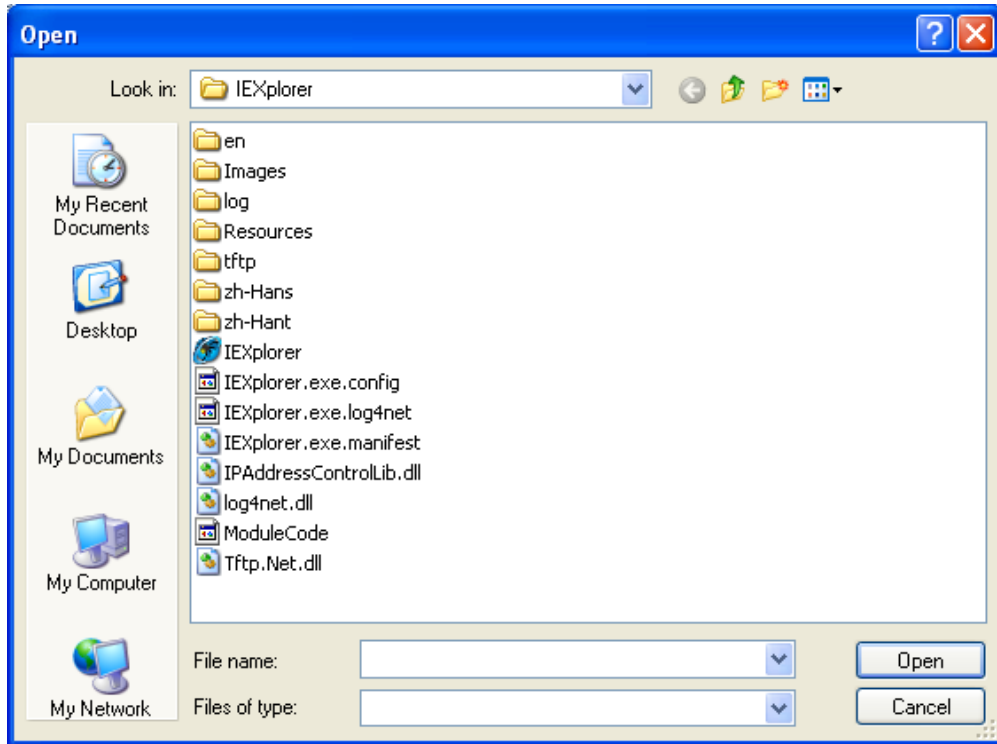 Open
Look in:
IEXplorer
My Recent
Documents
Desktop
My Documents
My Computer
My Network
en
Images
log
Resources
tftp
zh-Hans
zh-Hant
IEXplorer
IEXplorer.exe.config
IEXplorer.exe.log4net
IEXplorer.exe.manifest
IPAddressControlLib.dll
log4net.dll
ModuleCode
Tftp.Net.dll
File name:
Open
Files of type:
Cancel